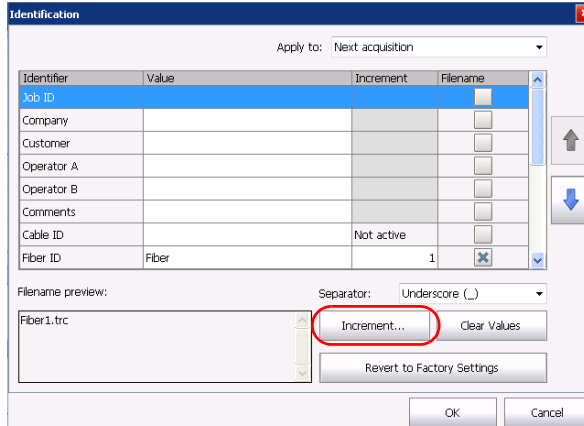 Identification
Apply to: Next acquisition
Identifier Value Increment Filename
Job ID
Company
Customer
Operator A
Operator B
Comments
Cable ID Not active
Fiber ID Fiber 1
Filename preview: Separator: Underscore (_)
Fiber1.trc
Increment... Clear Values
Revert to Factory Settings
OK Cancel